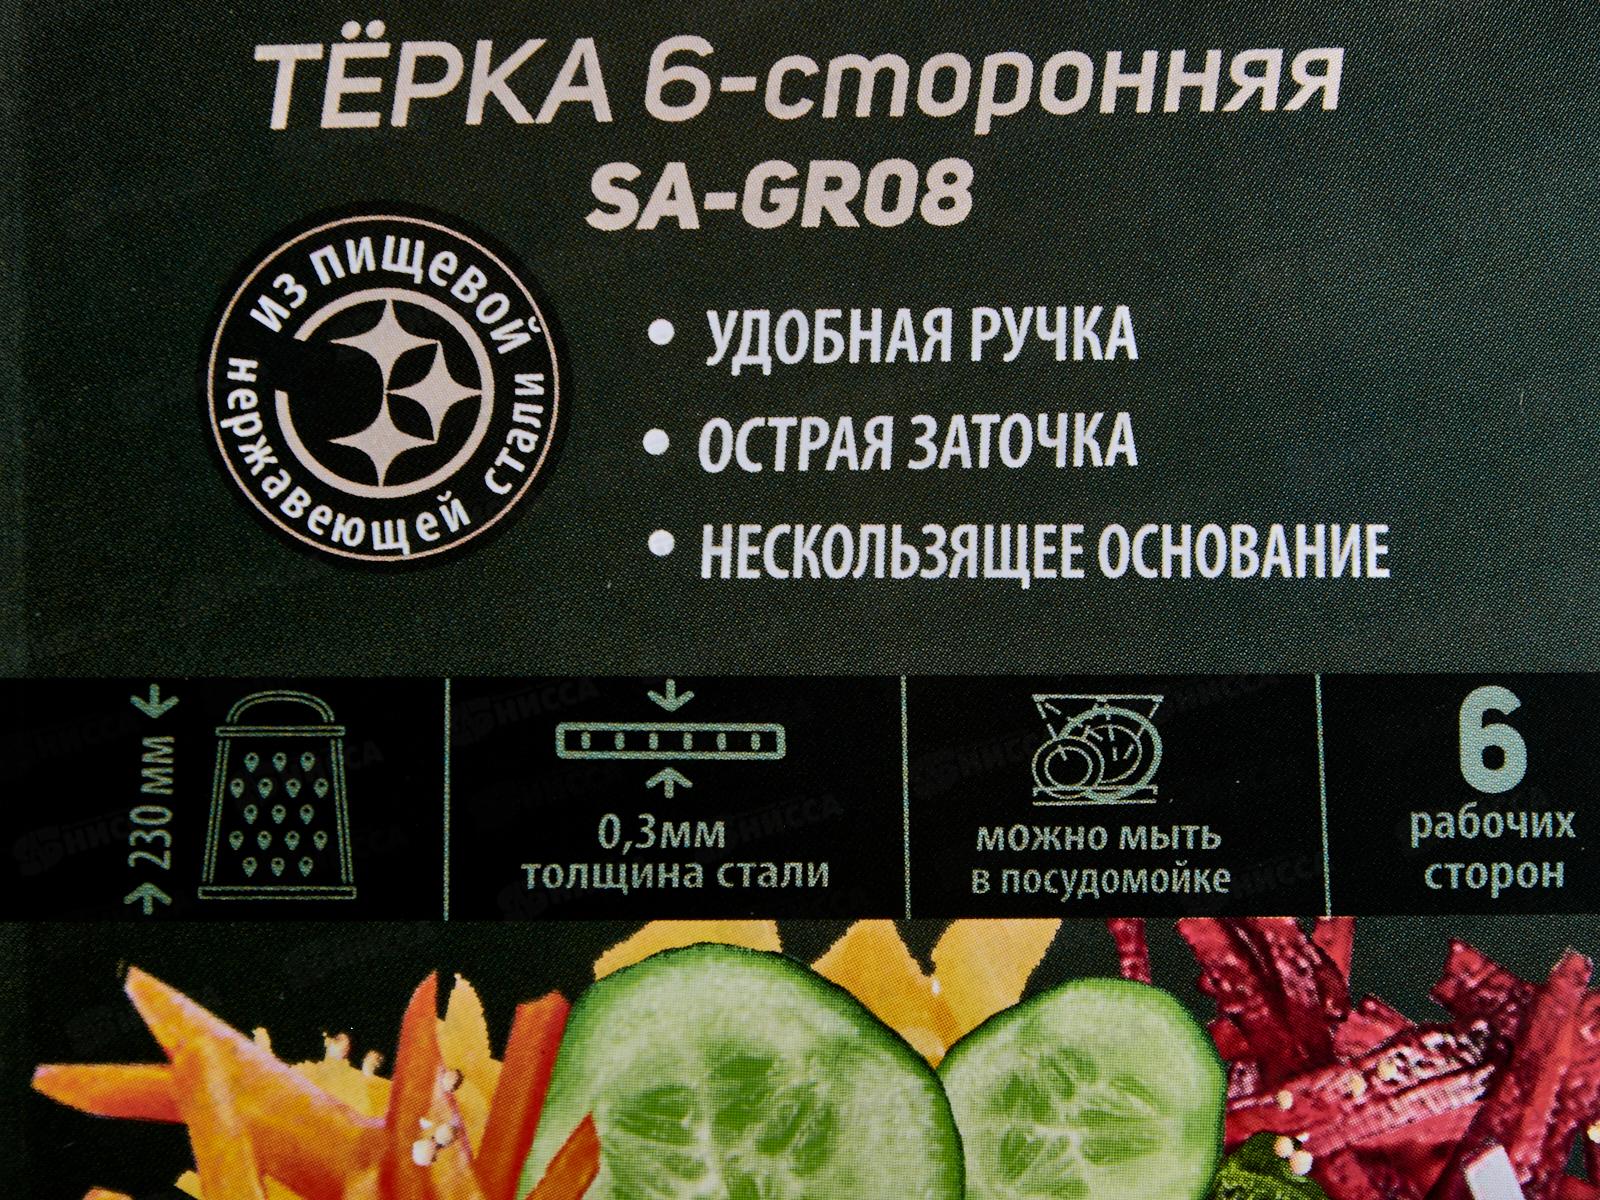 ТЁРКА 6-сторонняя
SA-GR08
ИЗ ПИЩЕВОЙ
нержавеющей стали
• УДОБНАЯ РУЧКА
• ОСТРАЯ ЗАТОЧКА
• НЕСКОЛЬЗЯЩЕЕ ОСНОВАНИЕ
230 мм
0,3мм
толщина стали
можно мыть
в посудомойке
6
рабочих
сторон